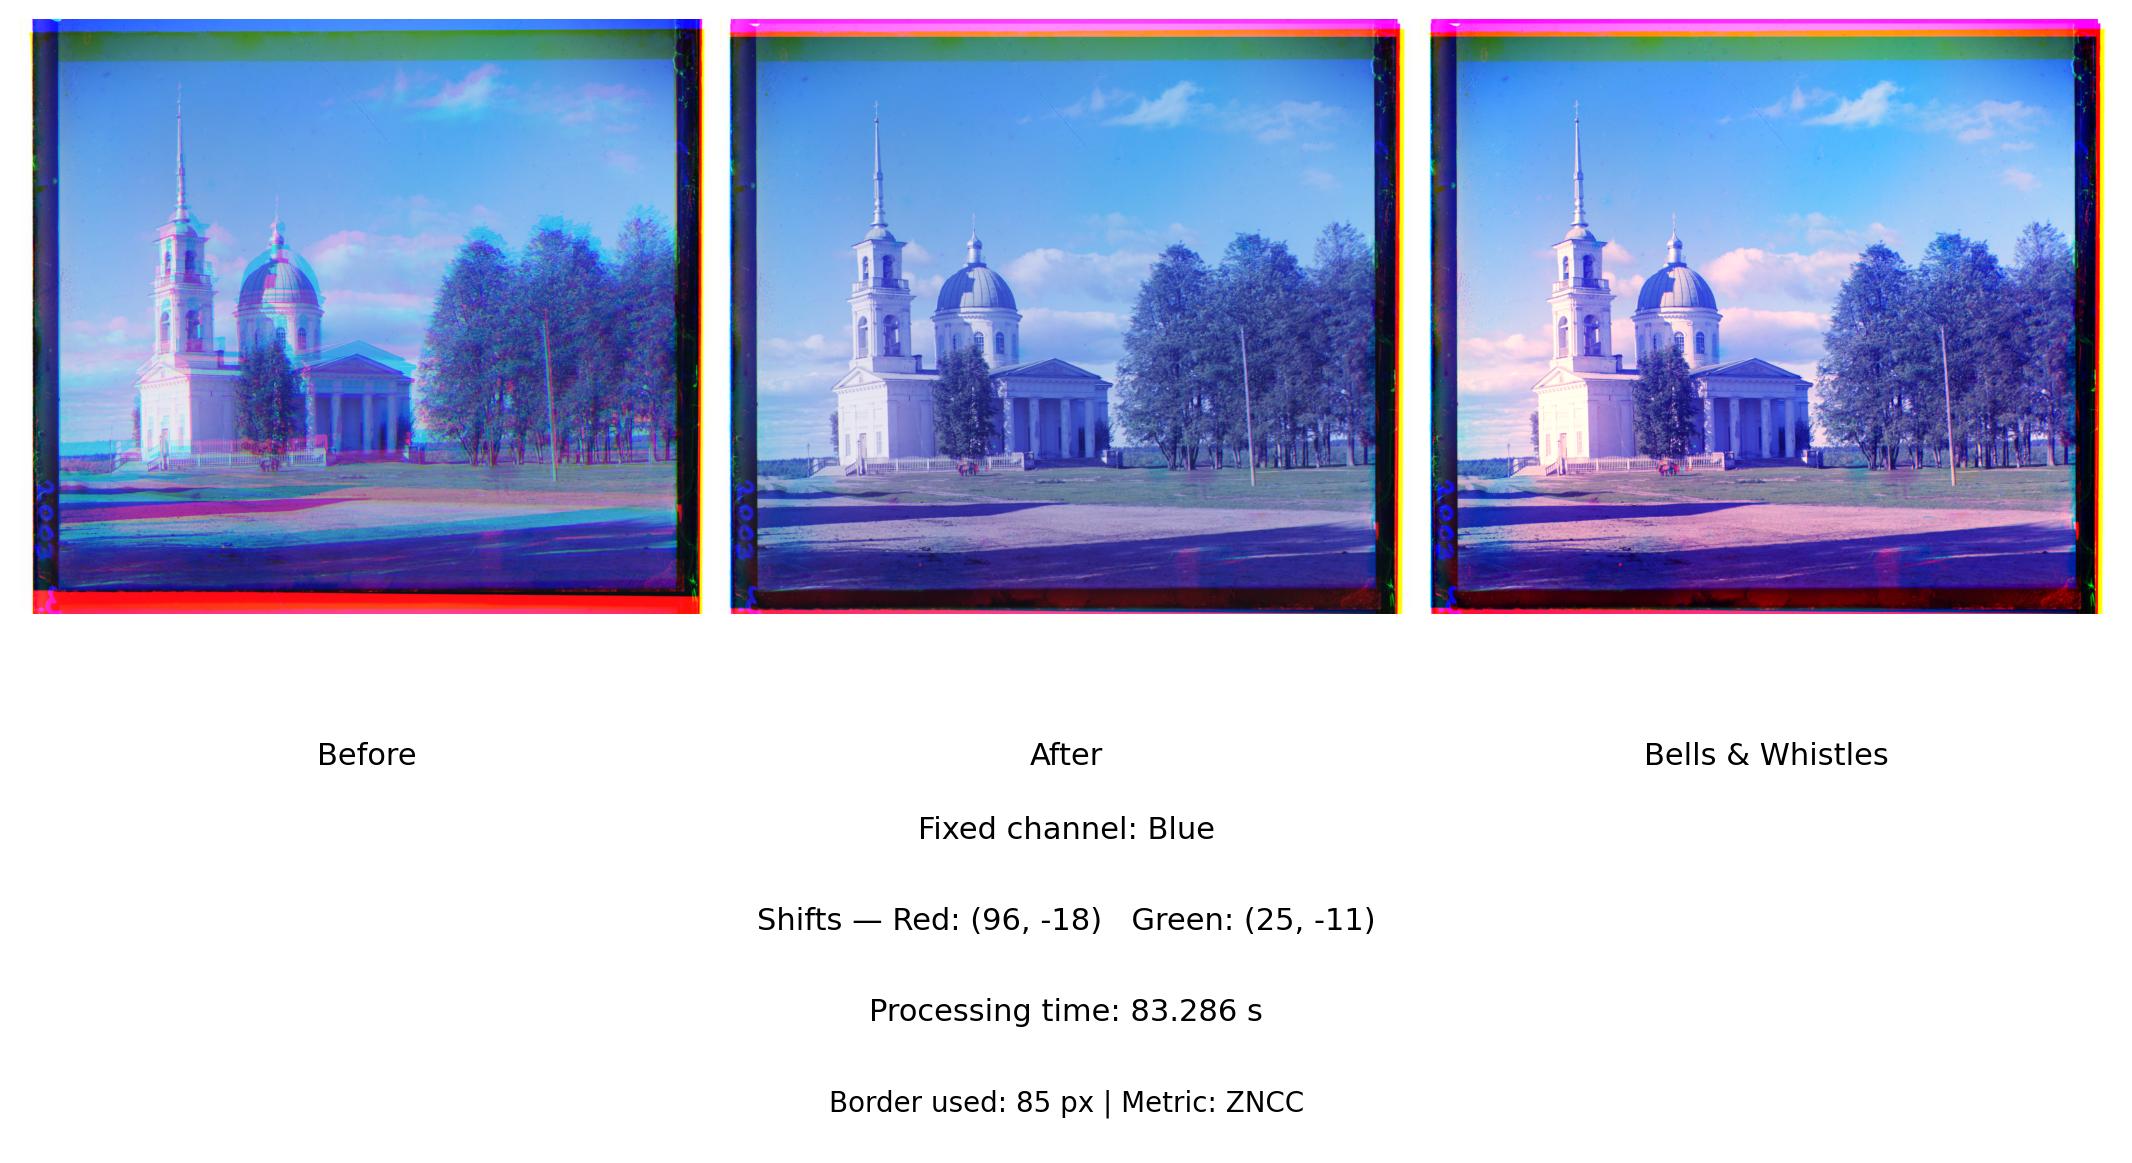 Before
After
Bells & Whistles
Fixed channel: Blue
Shifts — Red: (96, -18)   Green: (25, -11)
Processing time: 83.286 s
Border used: 85 px | Metric: ZNCC